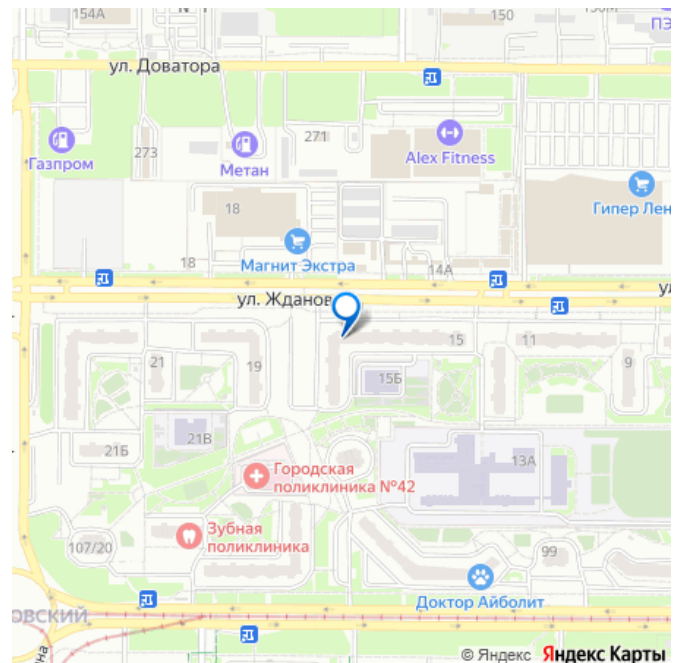 154А
150
ул. Доватора
Газпром
273
Метан
271
Alex Fitness
18
Гипер Лен
18
Магнит Экстра
14А
ул. Жданов
21
19
15
11
9
15Б
21Б
21В
13А
Городская
поликлиника №42
Зубная
поликлиника
107/20
99
Доктор Айболит
ОВСКИЙ
на
© Яндекс Яндекс Карты